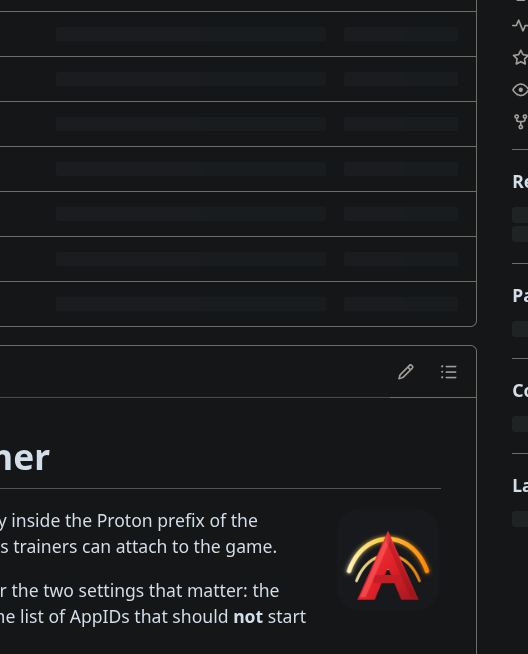 Re
Pa
Co
La
ner
y inside the Proton prefix of the
s trainers can attach to the game.
r the two settings that matter: the
ne list of AppIDs that should not start